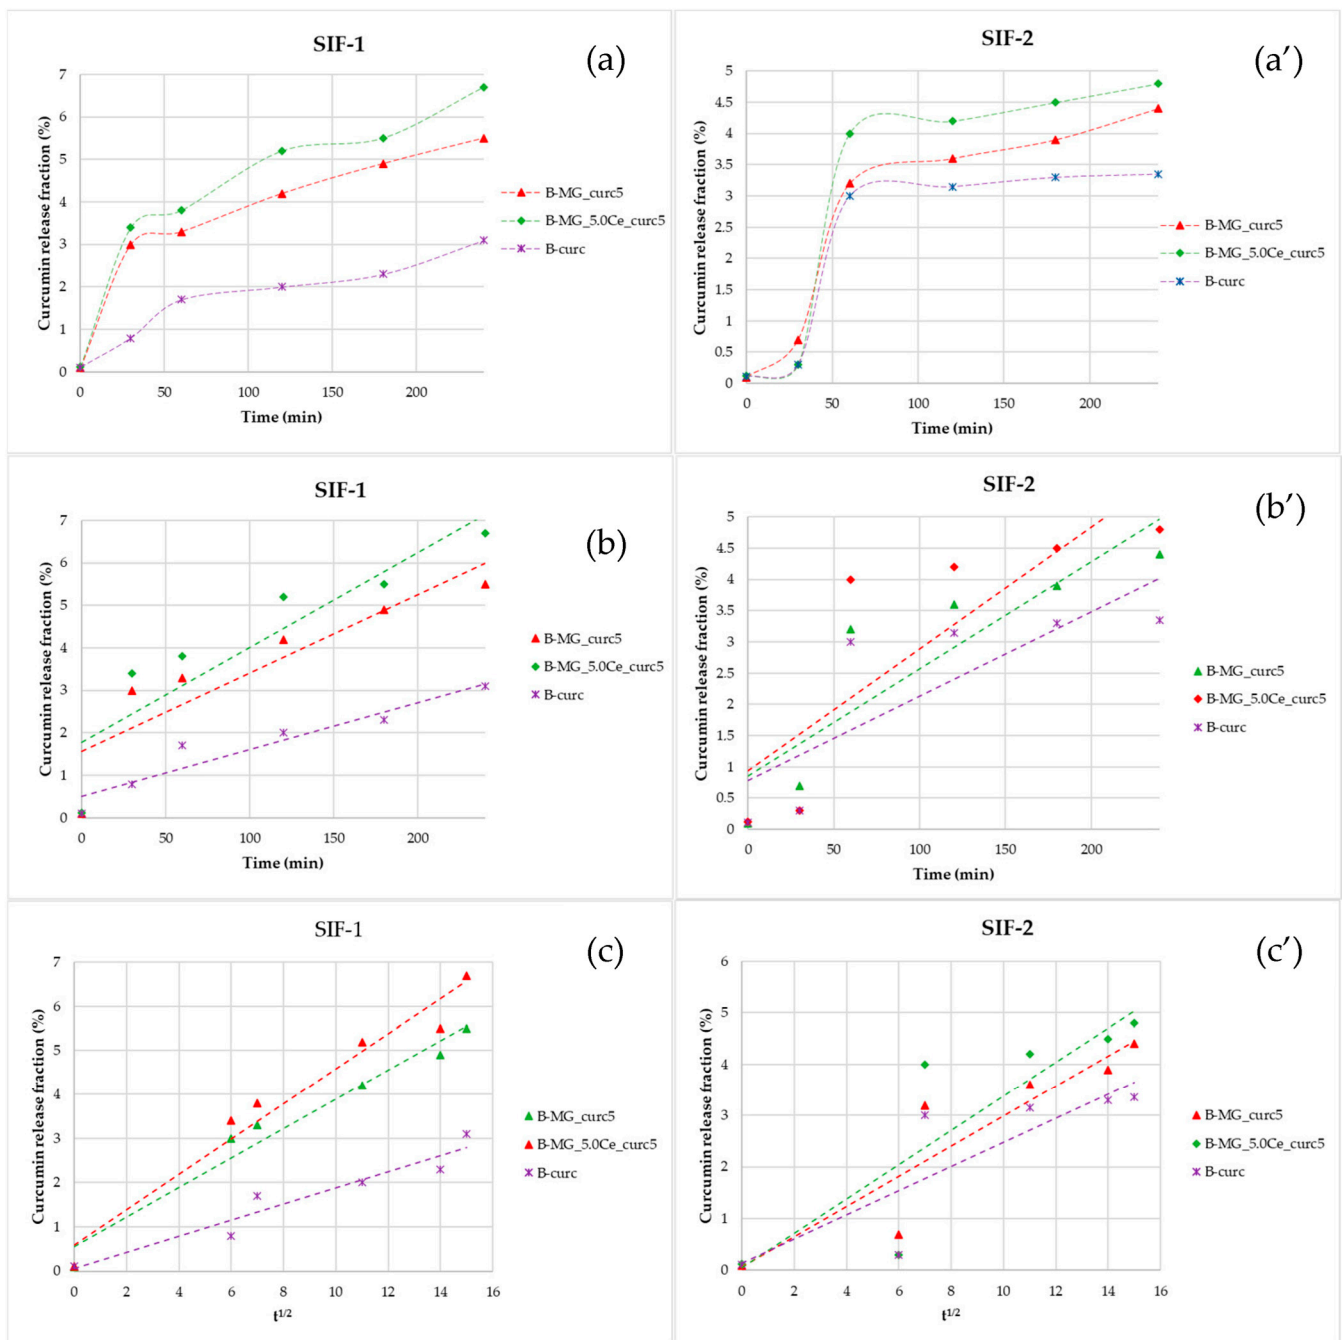 SIF-1
(a)
Curcumin release fraction (%)
7
6
5
4
3
2
1
0
0 50 100 150 200
Time (min)
B-MG_curc5
B-MG_5.0Ce_curc5
B-curc
SIF-2
(a’)
Curcumin release fraction (%)
5
4.5
4
3.5
3
2.5
2
1.5
1
0.5
0
0 50 100 150 200
Time (min)
B-MG_curc5
B-MG_5.0Ce_curc5
B-curc
SIF-1
(b)
Curcumin release fraction (%)
7
6
5
4
3
2
1
0
0 50 100 150 200
Time (min)
B-MG_curc5
B-MG_5.0Ce_curc5
B-curc
SIF-2
(b’)
Curcumin release fraction (%)
5
4.5
4
3.5
3
2.5
2
1.5
1
0.5
0
0 50 100 150 200
Time (min)
B-MG_curc5
B-MG_5.0Ce_curc5
B-curc
SIF-1
(c)
Curcumin release fraction (%)
7
6
5
4
3
2
1
0
0 2 4 6 8 10 12 14 16
t1/2
B-MG_curc5
B-MG_5.0Ce_curc5
B-curc
SIF-2
(c’)
Curcumin release fraction (%)
6
5
4
3
2
1
0
0 2 4 6 8 10 12 14 16
t1/2
B-MG_curc5
B-MG_5.0Ce_curc5
B-curc